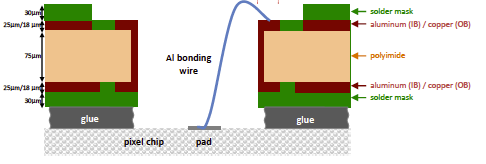 30µm
solder mask
25µm/18 µm
aluminum (IB) / copper (OB)
75µm
Al bonding
wire
polyimide
25µm/18 µm
aluminum (IB) / copper (OB)
30µm
solder mask
glue
glue
pixel chip
pad